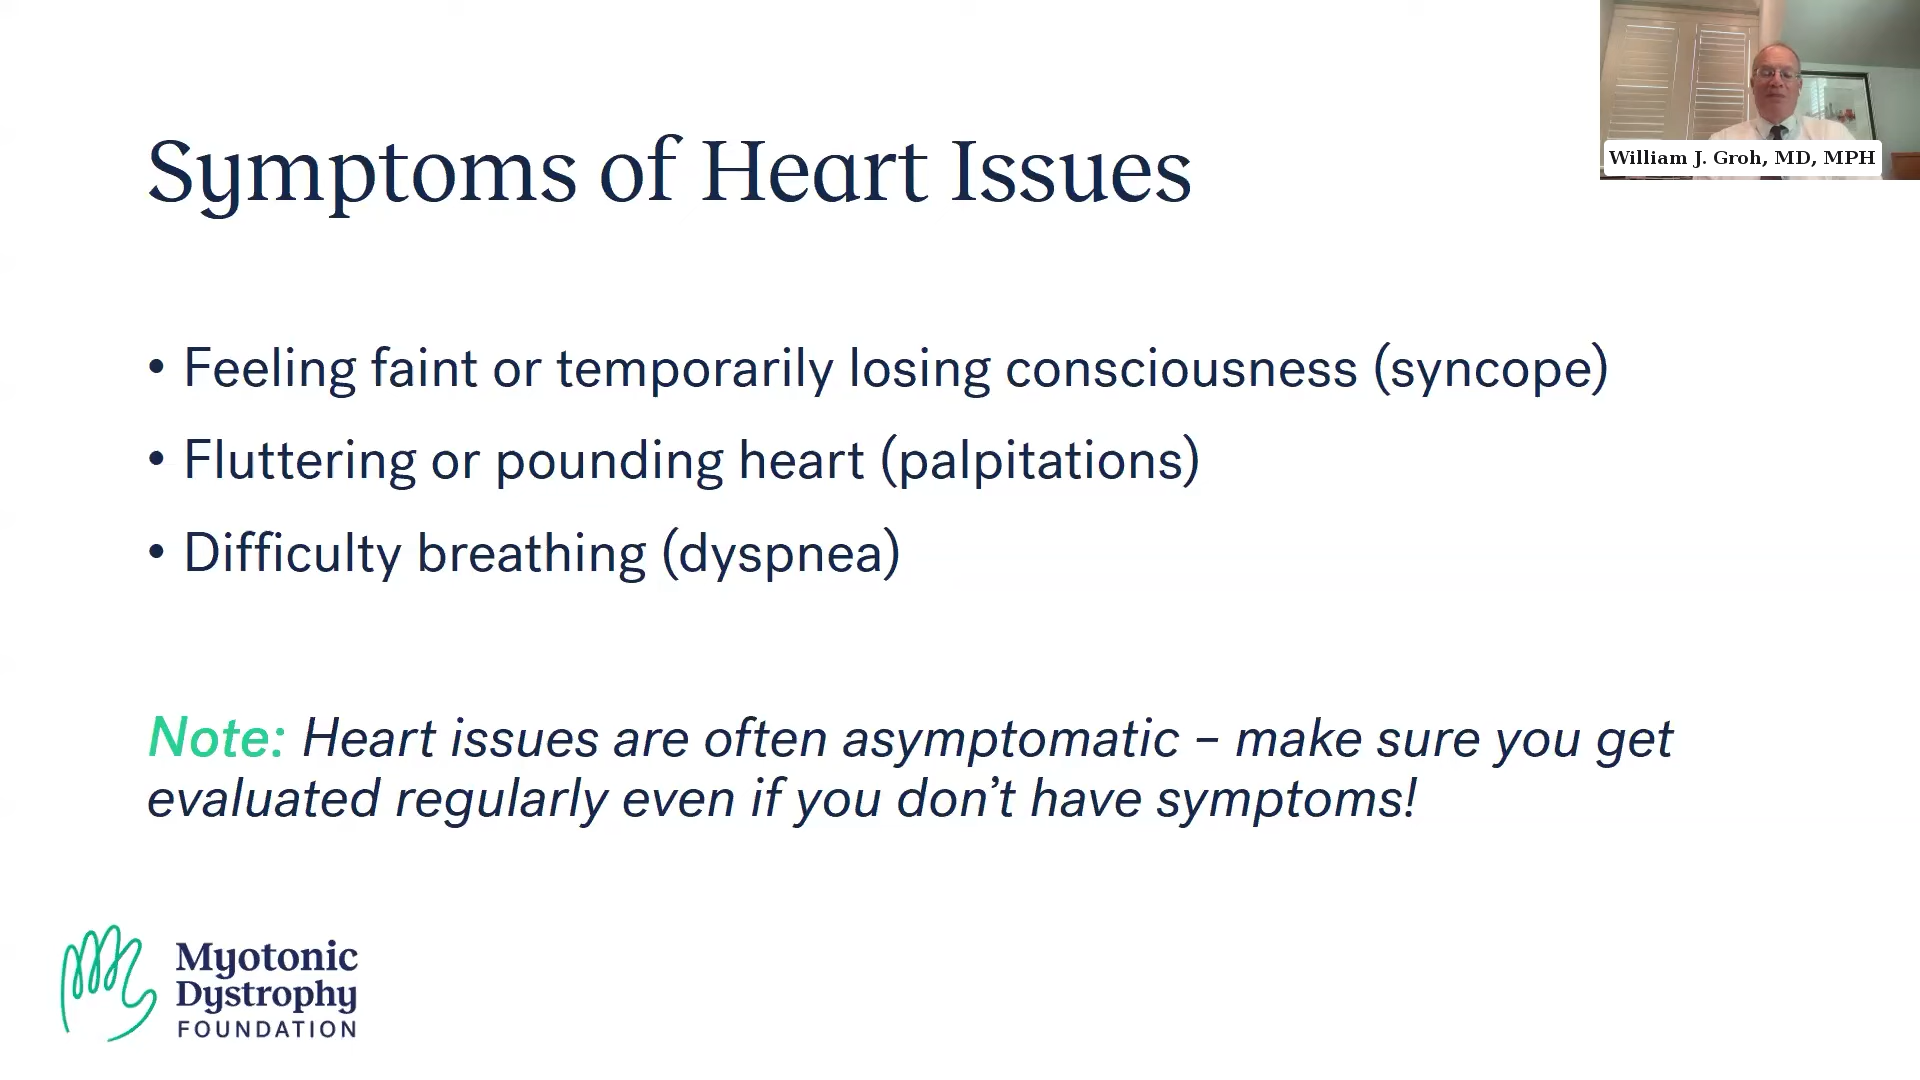 William J. Groh, MD, MPH
Symptoms of Heart Issues
• Feeling faint or temporarily losing consciousness (syncope)
• Fluttering or pounding heart (palpitations)
• Difficulty breathing (dyspnea)
Note: Heart issues are often asymptomatic – make sure you get
evaluated regularly even if you don’t have symptoms!
Myotonic
Dystrophy
FOUNDATION